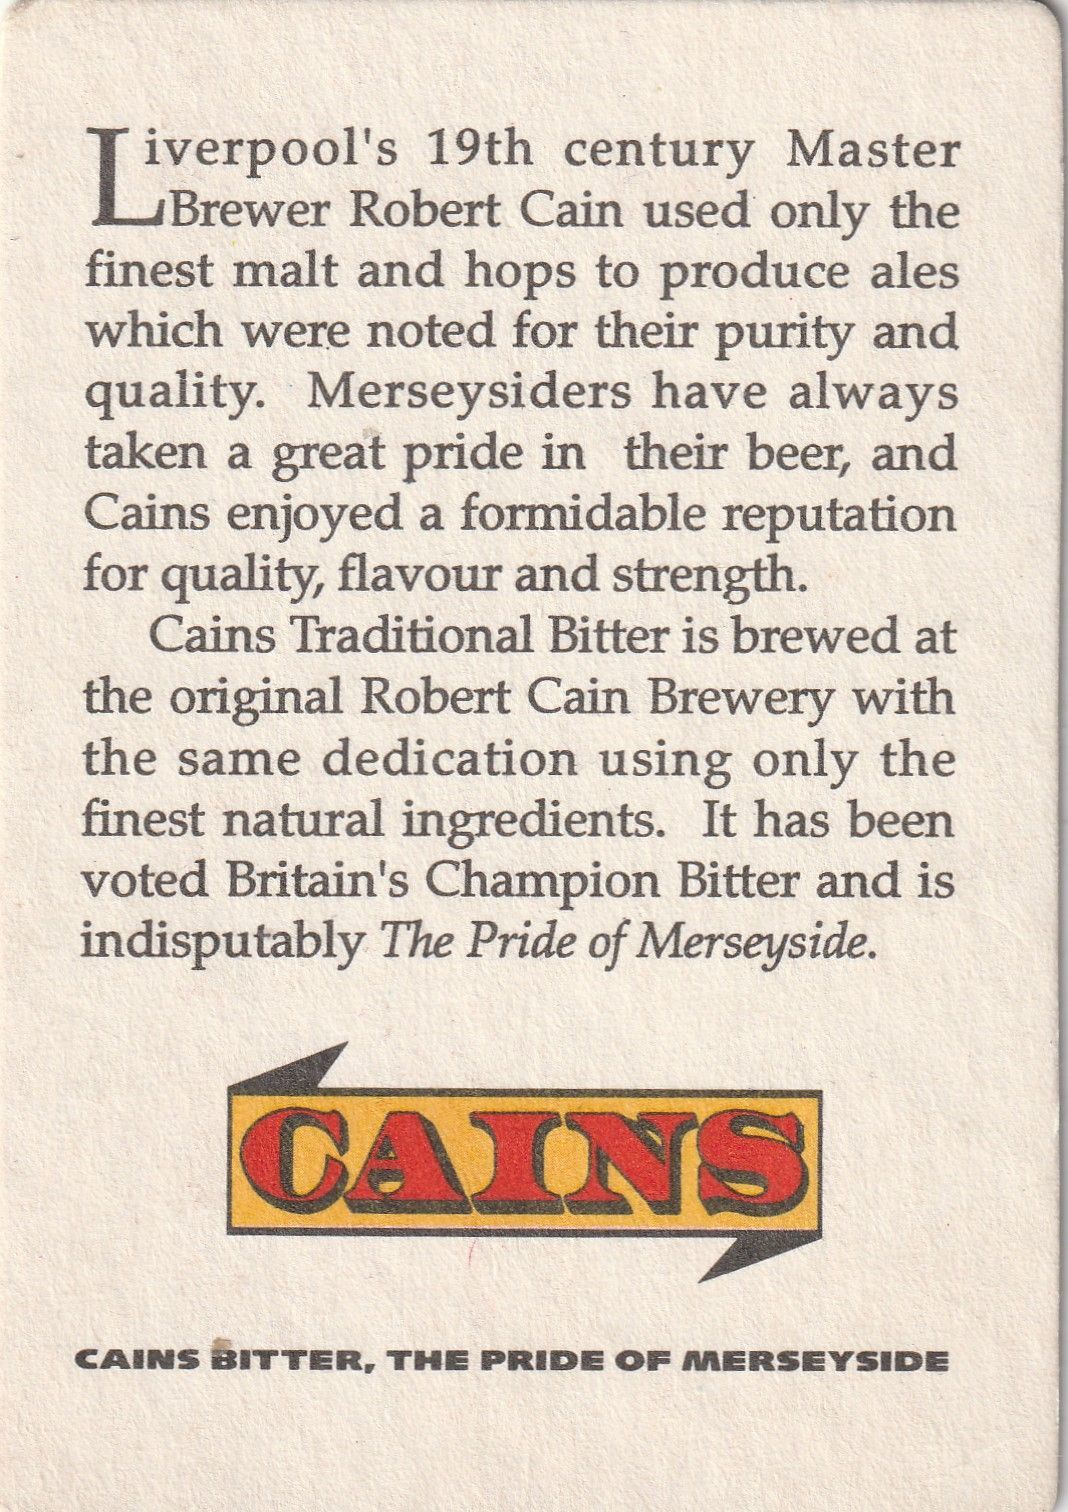 Liverpool's 19th century Master
Brewer Robert Cain used only the
finest malt and hops to produce ales
which were noted for their purity and
quality. Merseysiders have always
taken a great pride in their beer, and
Cains enjoyed a formidable reputation
for quality, flavour and strength.
Cains Traditional Bitter is brewed at
the original Robert Cain Brewery with
the same dedication using only the
finest natural ingredients. It has been
voted Britain's Champion Bitter and is
indisputably The Pride of Merseyside.
CAINS
CAINS BITTER, THE PRIDE OF MERSEYSIDE